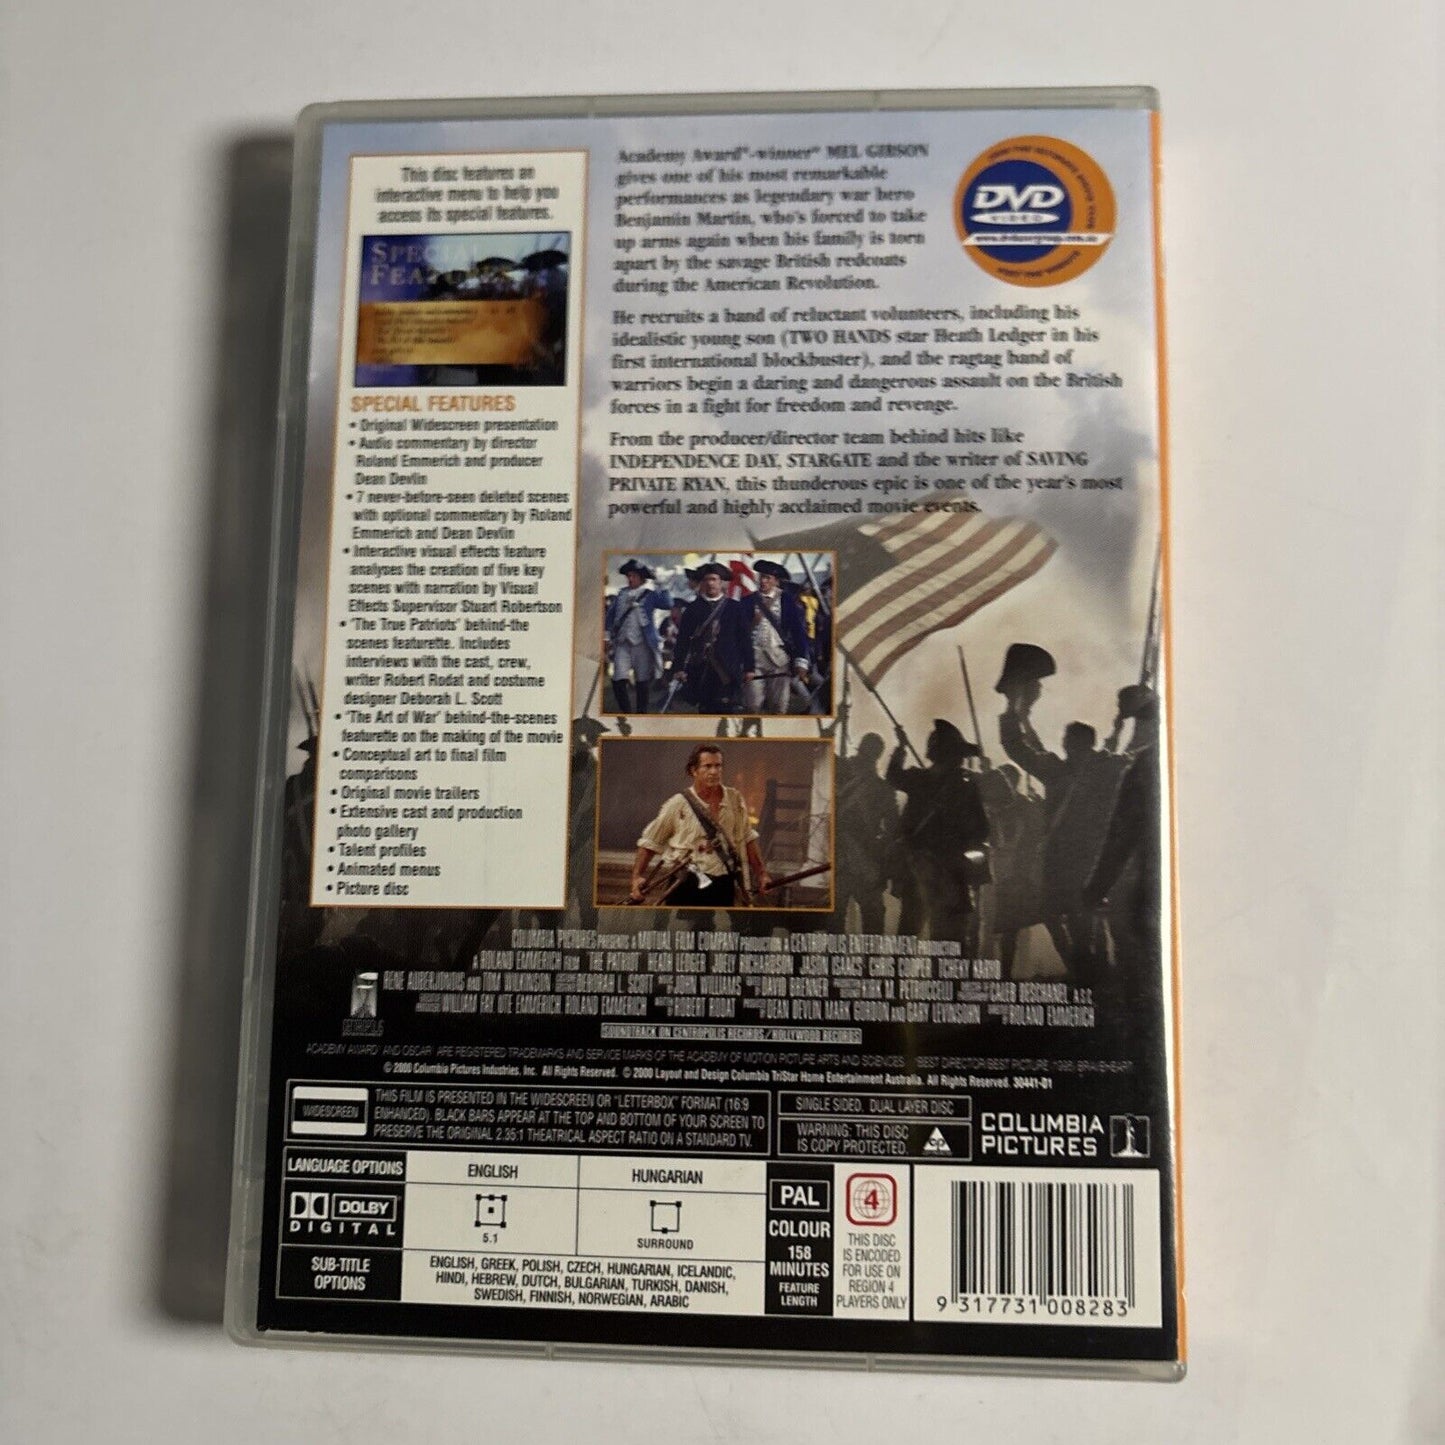 This disc features an
interactive menu to help you
access its special features.
SPECIAL
FEATURES
SPECIAL FEATURES
• Original Widescreen presentation
• Audio commentary by director
Roland Emmerich and producer
Dean Devlin
• 7 never-before-seen deleted scenes
with optional commentary by Roland
Emmerich and Dean Devlin
• Interactive visual effects feature
analyses the creation of five key
scenes with narration by Visual
Effects Supervisor Stuart Robertson
• 'The True Patriots' behind-the
scenes featurette. Includes
interviews with the cast, crew,
writer Robert Rodat and costume
designer Deborah L. Scott
• 'The Art of War' behind-the-scenes
featurette on the making of the movie
• Conceptual art to final film
comparisons
• Original movie trailers
• Extensive cast and production
photo gallery
• Talent profiles
• Animated menus
• Picture disc
Academy Award®-winner* MEL GIBSON
gives one of his most remarkable
performances as legendary war hero
Benjamin Martin, who's forced to take
up arms again when his family is torn
apart by the savage British redcoats
during the American Revolution.
He recruits a band of reluctant volunteers, including his
idealistic young son (TWO HANDS star Heath Ledger in his
first international blockbuster), and the ragtag band of
warriors begin a daring and dangerous assault on the British
forces in a fight for freedom and revenge.
From the producer/director team behind hits like
INDEPENDENCE DAY, STARGATE and the writer of SAVING
PRIVATE RYAN, this thunderous epic is one of the year's most
powerful and highly acclaimed movie events.
DVD
VIDEO
COLUMBIA PICTURES PRESENTS A MUTUAL FILM COMPANY PRODUCTION A CENTROPOLIS ENTERTAINMENT PRODUCTION
A ROLAND EMMERICH FILM "THE PATRIOT" HEATH LEDGER JOELY RICHARDSON JASON ISAACS CHRIS COOPER TCHEKY KARYO
RENE AUBERJONOIS AND TOM WILKINSON DEBORAH L. SCOTT JOHN WILLIAMS DAVID BRENNER KIRK M. PETRUCCELLI CALEB DESCHANEL, A.S.C.
WILLIAM FAY UTE EMMERICH, ROLAND EMMERICH ROBERT RODAT DEAN DEVLIN MARK GORDON AND GARY LEVINSOHN ROLAND EMMERICH
CENTROPOLIS
SOUNDTRACK ON CENTROPOLIS RECORDS/HOLLYWOOD RECORDS
ACADEMY AWARD® AND OSCAR® ARE REGISTERED TRADEMARKS AND SERVICE MARKS OF THE ACADEMY OF MOTION PICTURE ARTS AND SCIENCES. *BEST DIRECTOR/BEST PICTURE (1995) BRAVEHEART
© 2000 Columbia Pictures Industries, Inc. All Rights Reserved. © 2000 Layout and Design Columbia TriStar Home Entertainment Australia. All Rights Reserved. 30441-01
WIDESCREEN
THIS FILM IS PRESENTED IN THE WIDESCREEN OR "LETTERBOX" FORMAT (16:9
ENHANCED). BLACK BARS APPEAR AT THE TOP AND BOTTOM OF YOUR SCREEN TO
PRESERVE THE ORIGINAL 2.35:1 THEATRICAL ASPECT RATIO ON A STANDARD TV.
SINGLE SIDED. DUAL LAYER DISC
WARNING: THIS DISC
IS COPY PROTECTED.
COLUMBIA
PICTURES
LANGUAGE OPTIONS
ENGLISH
HUNGARIAN
DOLBY
DIGITAL
5.1
SURROUND
SUB-TITLE
OPTIONS
ENGLISH, GREEK, POLISH, CZECH, HUNGARIAN, ICELANDIC,
HINDI, HEBREW, DUTCH, BULGARIAN, TURKISH, DANISH,
SWEDISH, FINNISH, NORWEGIAN, ARABIC
PAL
COLOUR
158
MINUTES
FEATURE
LENGTH
4
THIS DISC
IS ENCODED
FOR USE ON
REGION 4
PLAYERS ONLY
9 317731 008283